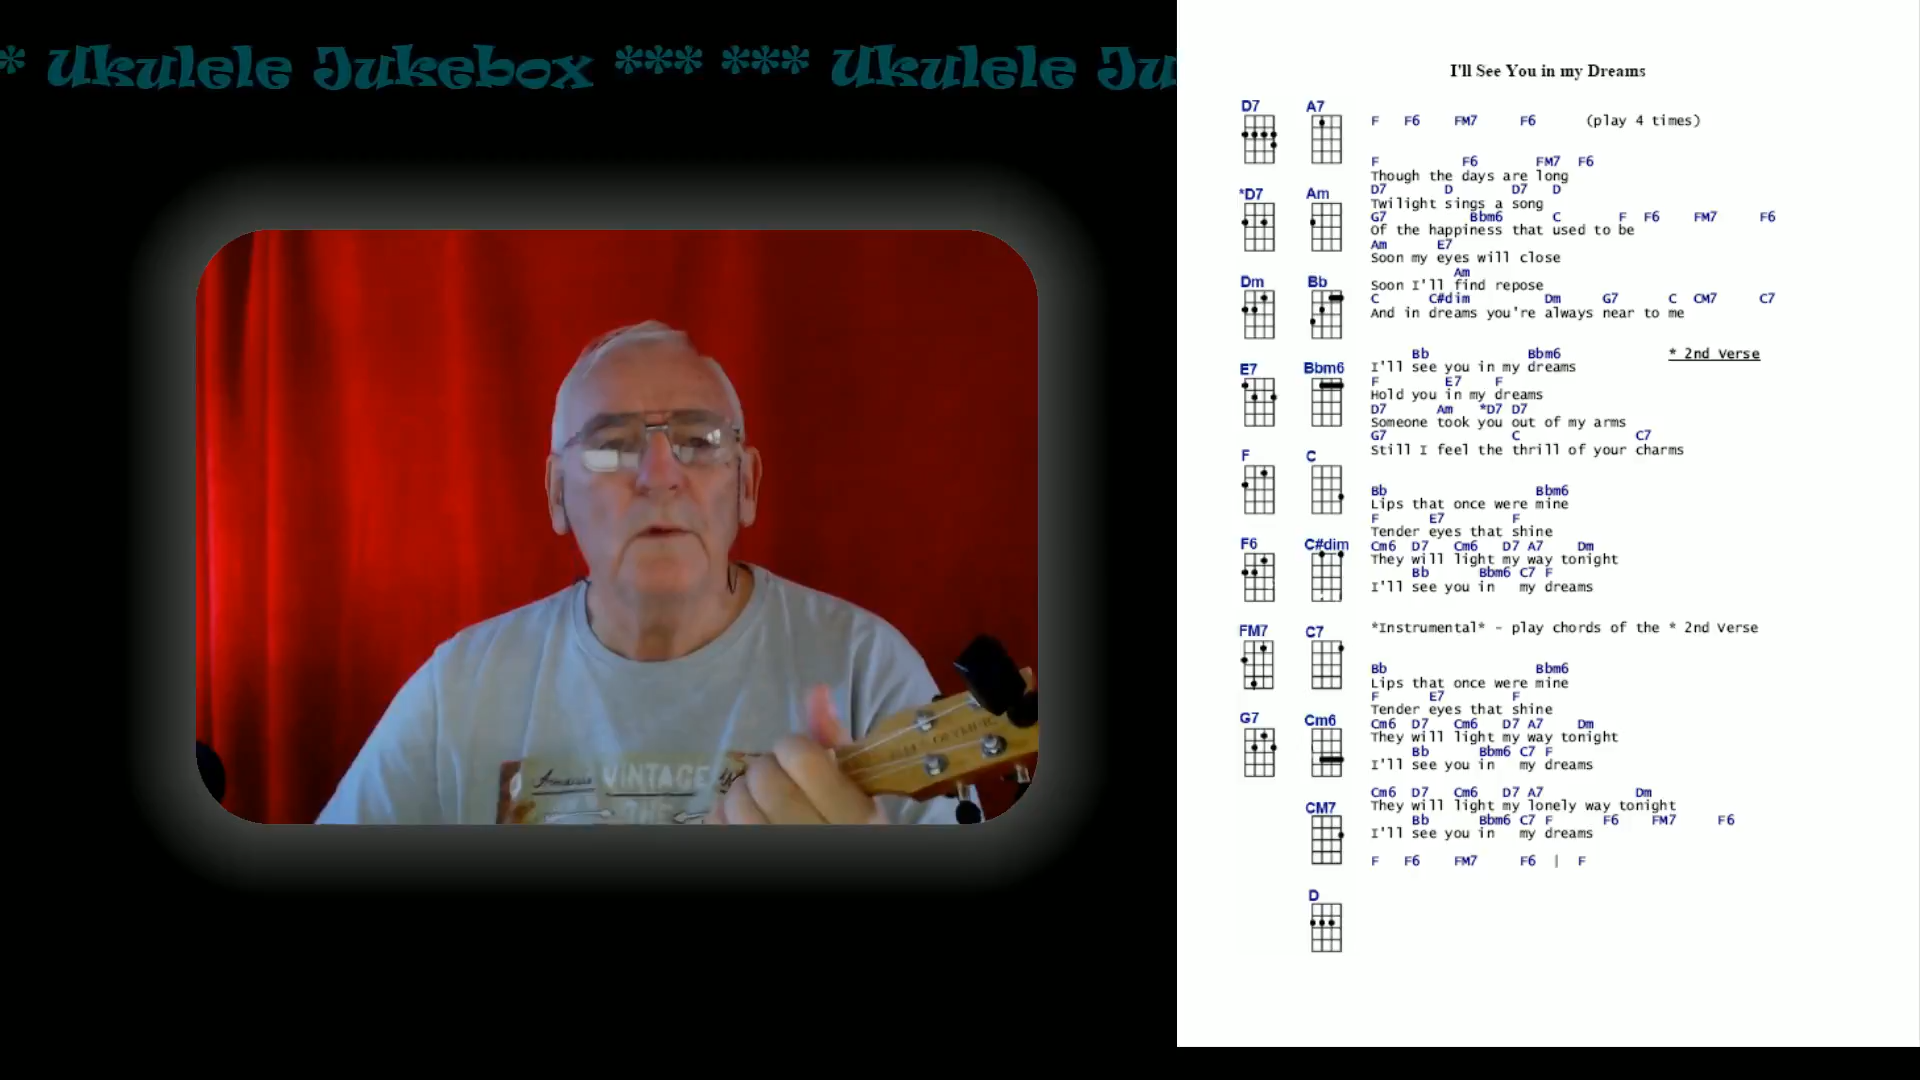 * Ukulele Jukebox *** *** Ukulele Ju
I'll See You in my Dreams
D7 A7
F F6 FM7 F6 (play 4 times)
F F6 FM7 F6
Though the days are long
D7 D D7 D
Twilight sings a song
*D7 Am
G7 Bbm6 C F F6 FM7 F6
Of the happiness that used to be
Am E7
Soon my eyes will close
Am
Soon I'll find repose
Dm Bb
C C#dim Dm G7 C CM7 C7
And in dreams you're always near to me
Bb Bbm6 * 2nd Verse
I'll see you in my dreams
E7 Bbm6
F E7 F
Hold you in my dreams
D7 Am *D7 D7
Someone took you out of my arms
G7 C C7
Still I feel the thrill of your charms
F C
Bb Bbm6
Lips that once were mine
F E7 F
Tender eyes that shine
F6 C#dim
Cm6 D7 Cm6 D7 A7 Dm
They will light my way tonight
Bb Bbm6 C7 F
I'll see you in my dreams
*Instrumental* - play chords of the * 2nd Verse
FM7 C7
Bb Bbm6
Lips that once were mine
F E7 F
Tender eyes that shine
G7 Cm6
Cm6 D7 Cm6 D7 A7 Dm
They will light my way tonight
Bb Bbm6 C7 F
I'll see you in my dreams
Cm6 D7 Cm6 D7 A7 Dm
They will light my lonely way tonight
CM7
Bb Bbm6 C7 F F6 FM7 F6
I'll see you in my dreams
F F6 FM7 F6 | F
D
VINTAGE